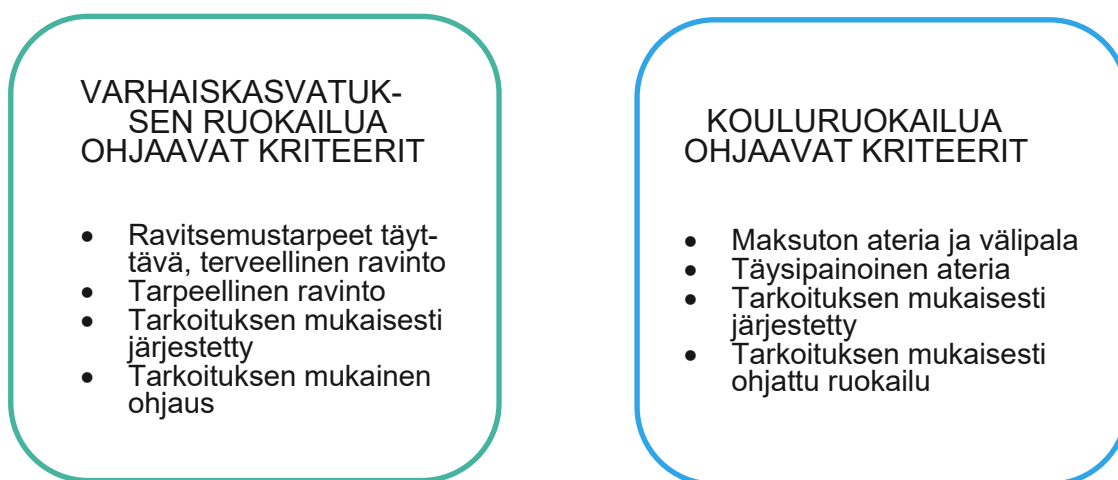 VARHAISKASVATUK-
SEN RUOKAILUA
OHJAAVAT KRITEERIT
• Ravitsemustarpeet täyt-
tävä, terveellinen ravinto
• Tarpeellinen ravinto
• Tarkoituksen mukaisesti
järjestetty
• Tarkoituksen mukainen
ohjaus
KOULURUOKAILUA
OHJAAVAT KRITEERIT
• Maksuton ateria ja välipala
• Täysipainoinen ateria
• Tarkoituksen mukaisesti
järjestetty
• Tarkoituksen mukaisesti
ohjattu ruokailu